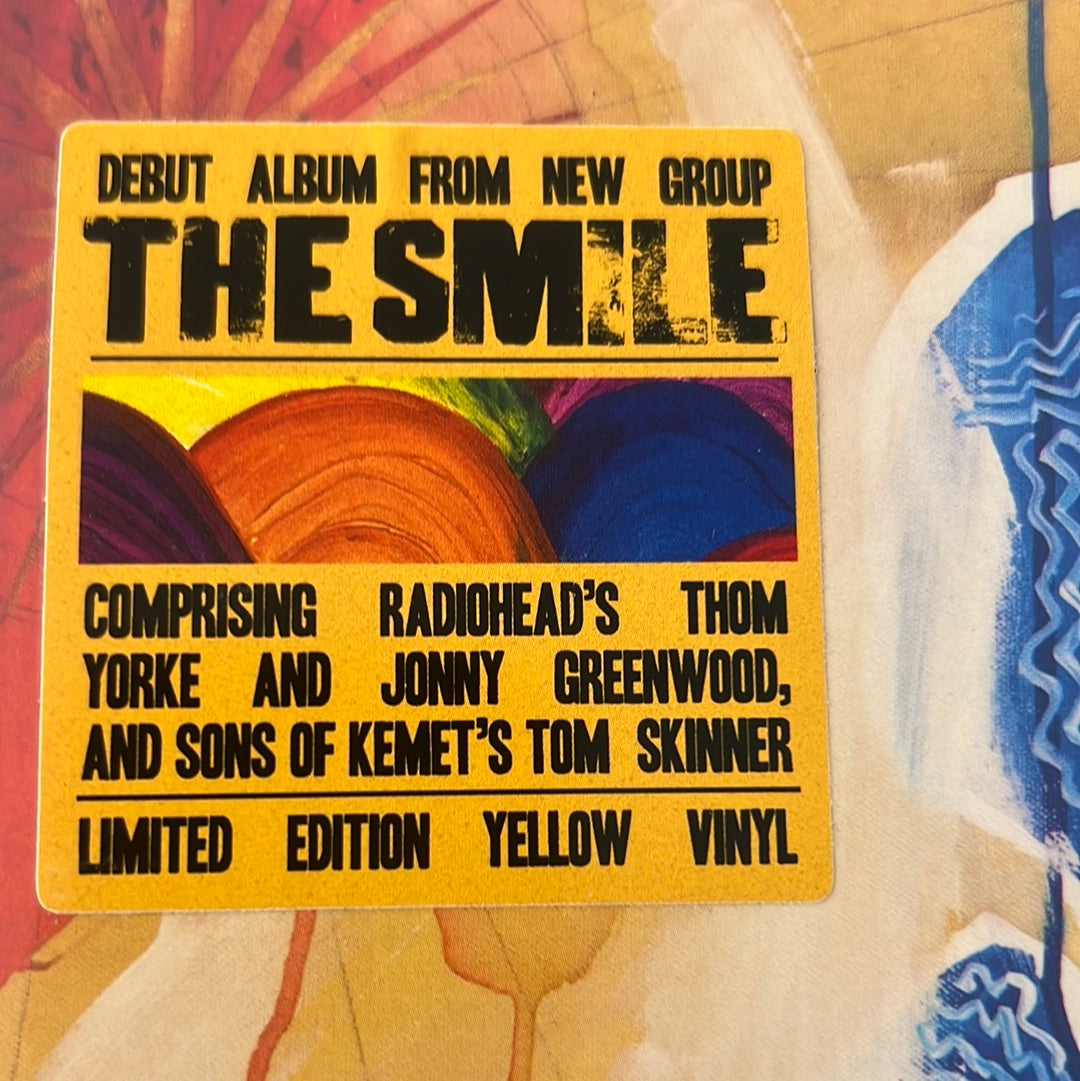 DEBUT ALBUM FROM NEW GROUP
THE SMILE
COMPRISING RADIOHEAD'S THOM
YORKE AND JONNY GREENWOOD,
AND SONS OF KEMET'S TOM SKINNER
LIMITED EDITION YELLOW VINYL